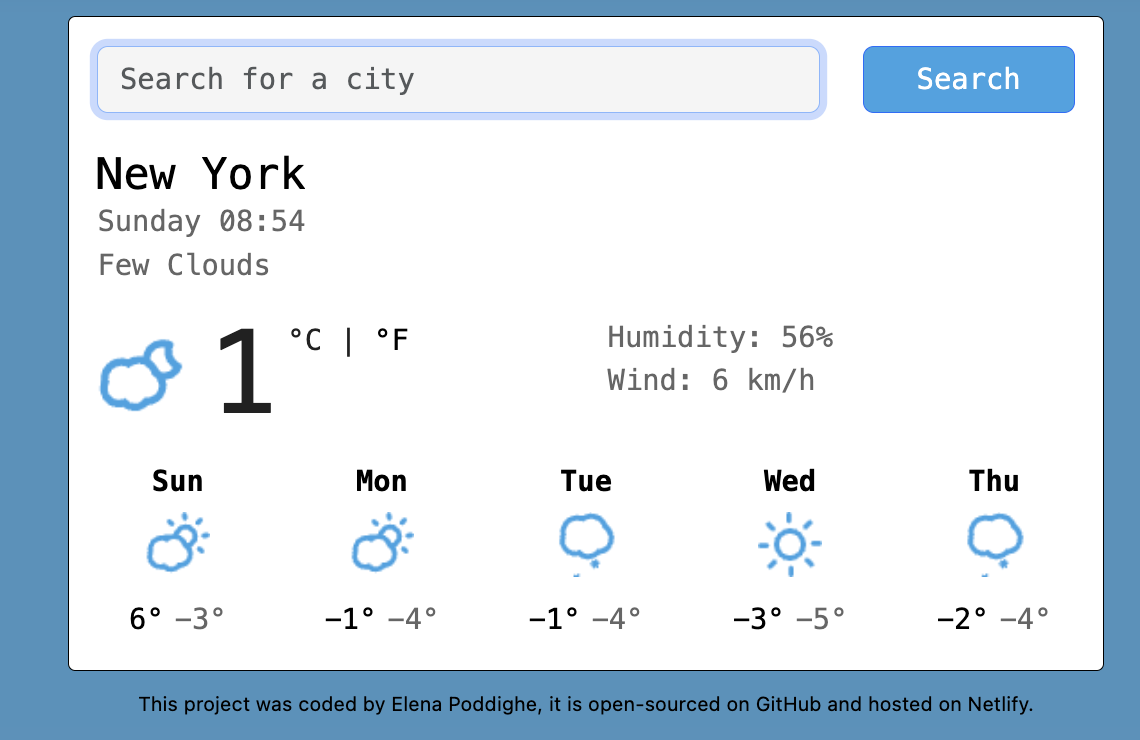 Search for a city
Search
New York
Sunday 08:54
Few Clouds
1 °C | °F
Humidity: 56%
Wind: 6 km/h
Sun Mon Tue Wed Thu
6° −3° −1° −4° −1° −4° −3° −5° −2° −4°
This project was coded by Elena Poddighe, it is open-sourced on GitHub and hosted on Netlify.